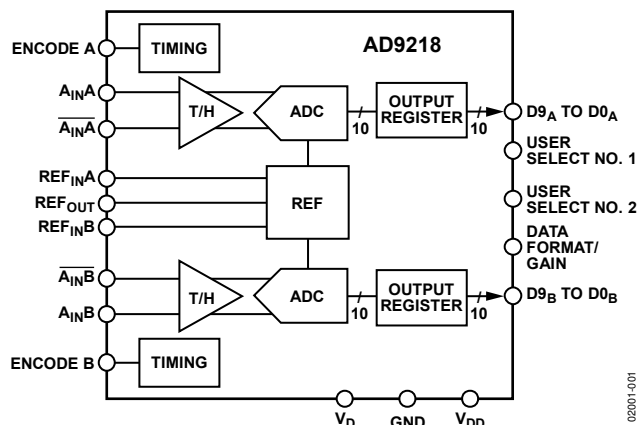 ENCODE A
TIMING
AD9218
A_IN A
T/H
ADC
10
OUTPUT
REGISTER
10
D9_A TO D0_A
A̅_I̅N̅ A̅
USER
SELECT NO. 1
REF_IN A
REF_OUT
REF_IN B
REF
USER
SELECT NO. 2
DATA
FORMAT/
GAIN
A̅_I̅N̅ B̅
T/H
ADC
10
OUTPUT
REGISTER
10
D9_B TO D0_B
A_IN B
ENCODE B
TIMING
V_D
GND
V_DD
02001-001